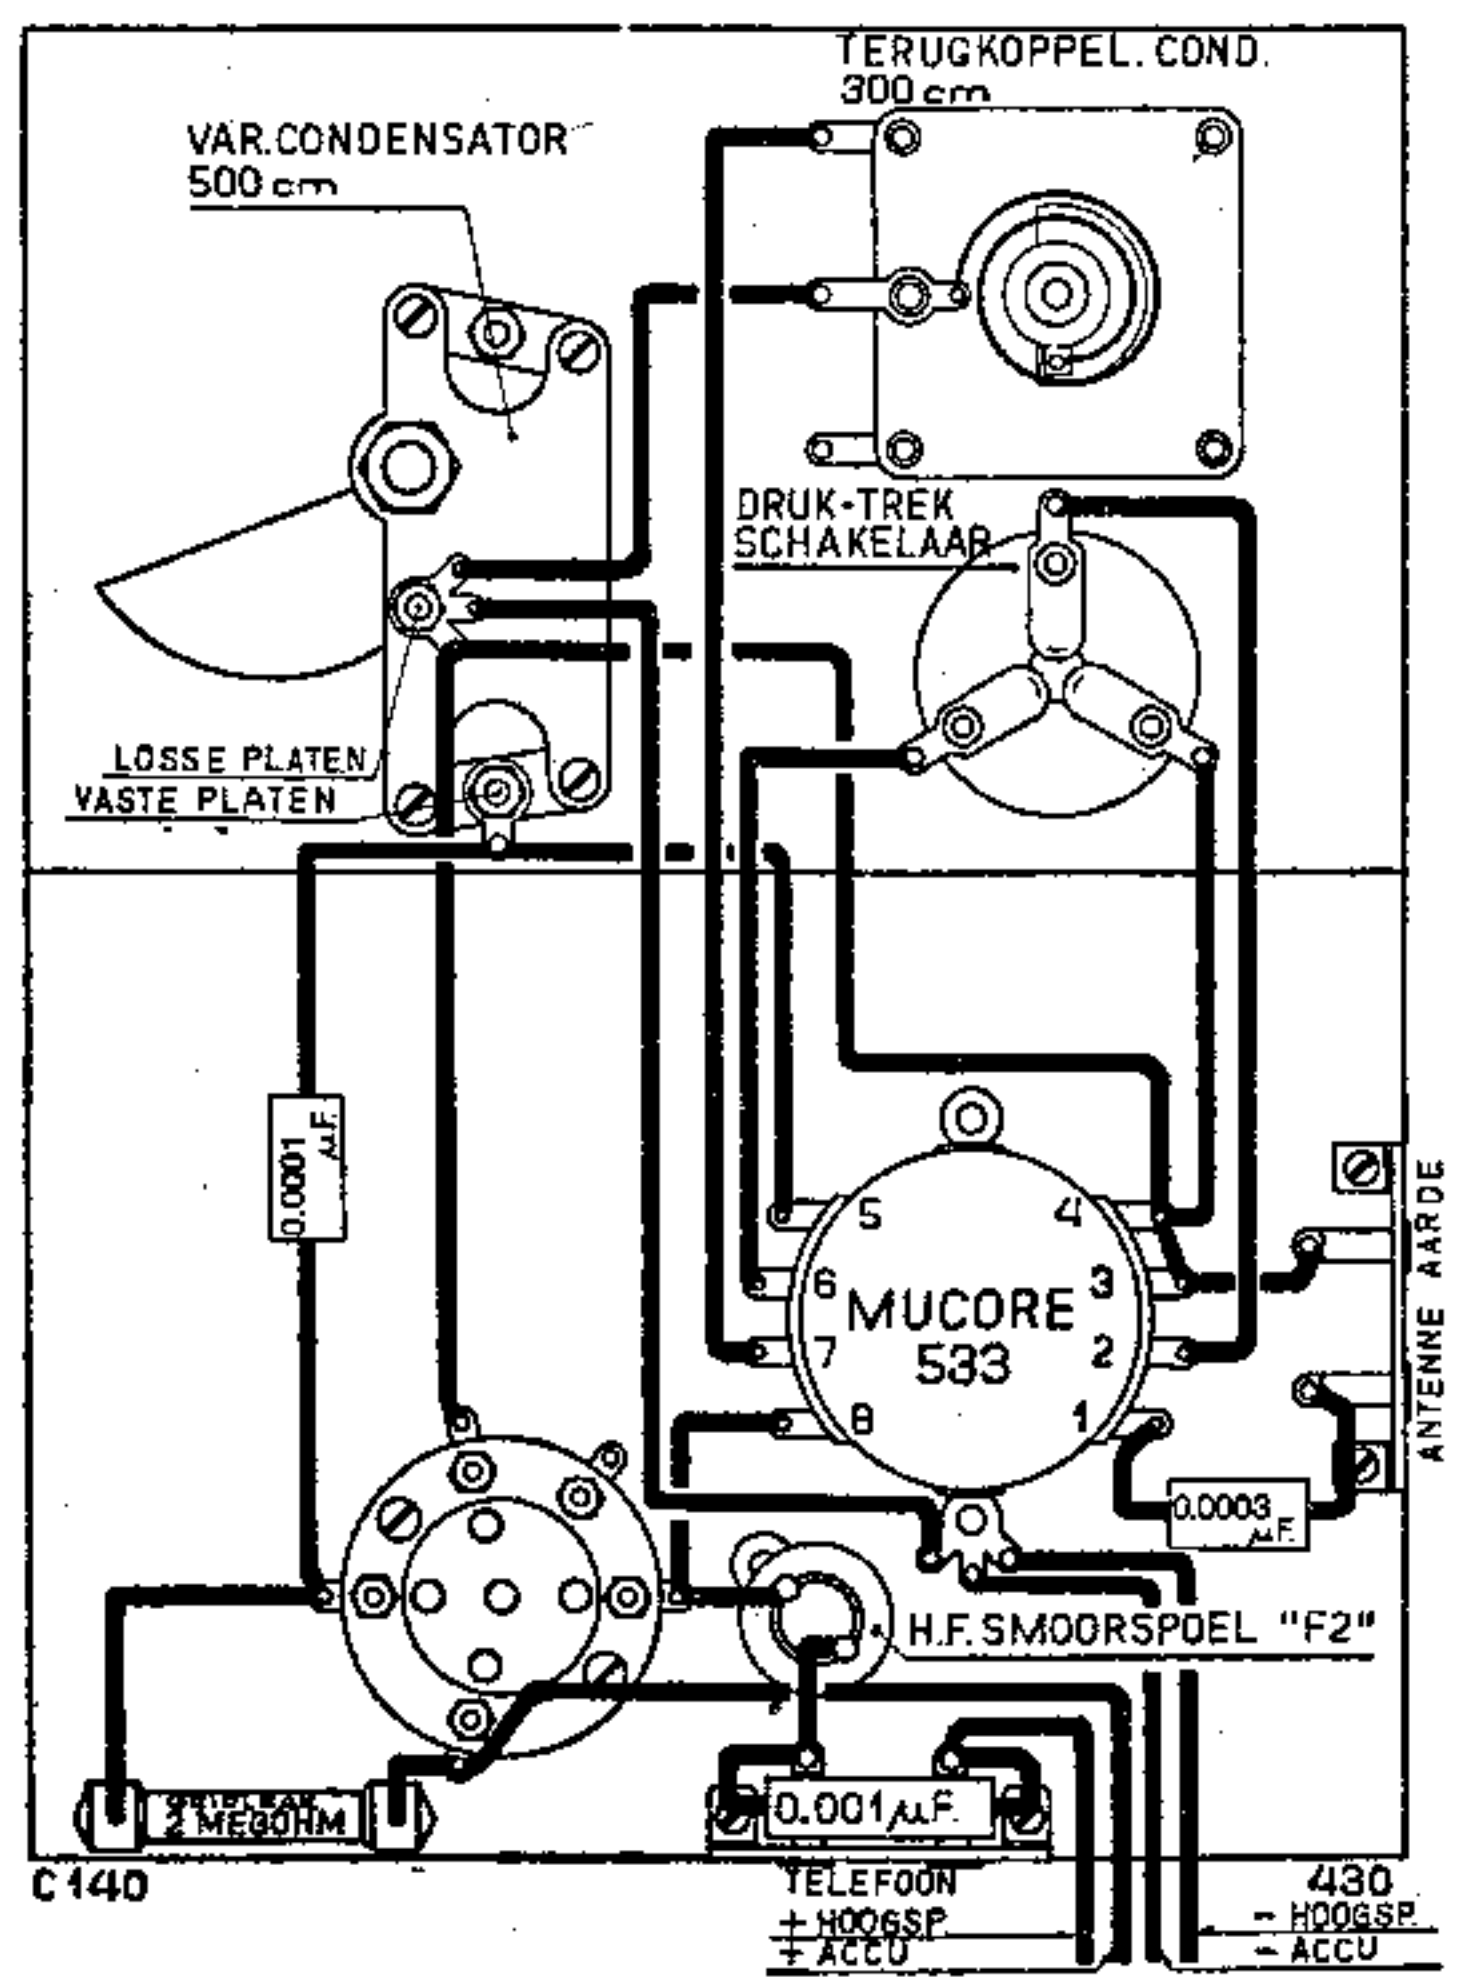 TERUGKOPPEL. COND.
300 cm
VAR. CONDENSATOR
500 cm
DRUK-TREK
SCHAKELAAR
LOSSE PLATEN
VASTE PLATEN
0.0001
µF.
5
4
6
3
MUCORE
7
533
2
8
1
ANTENNE AARDE
0.0003
µF.
H.F. SMOORSPOEL "F2"
2 MEGOHM
0.001 µF.
C 140
TELEFOON
430
+ HOOGSP.
- HOOGSP.
+ ACCU
- ACCU